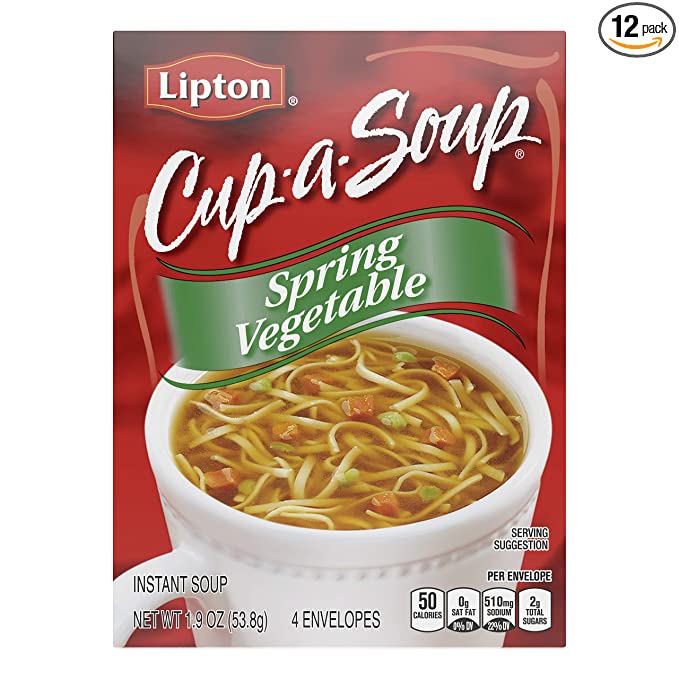 12 pack
Lipton®
Cup-a-Soup®
Spring
Vegetable
SERVING
SUGGESTION
PER ENVELOPE
50
CALORIES
0g
SAT FAT
0% DV
510mg
SODIUM
22% DV
2g
TOTAL
SUGARS
INSTANT SOUP
NET WT 1.9 OZ (53.8g) 4 ENVELOPES